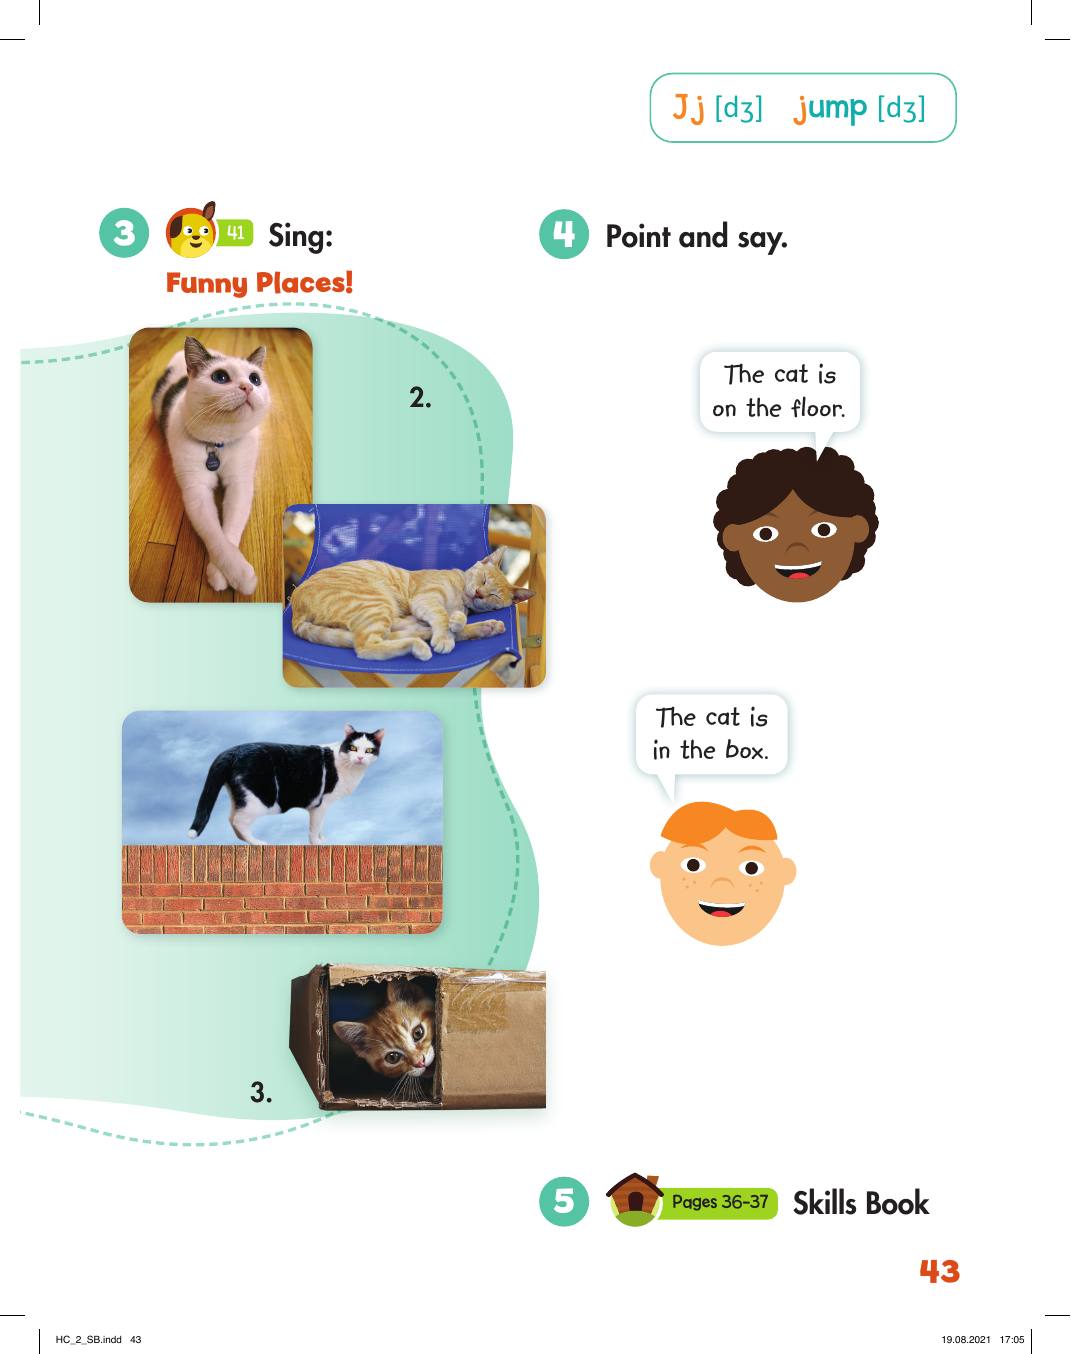 Jj [dʒ] jump [dʒ]
3 41 Sing:
Funny Places!
2.
3.
4 Point and say.
The cat is
on the floor.
The cat is
in the box.
5 Pages 36–37 Skills Book
43
HC_2_SB.indd 43
19.08.2021 17:05